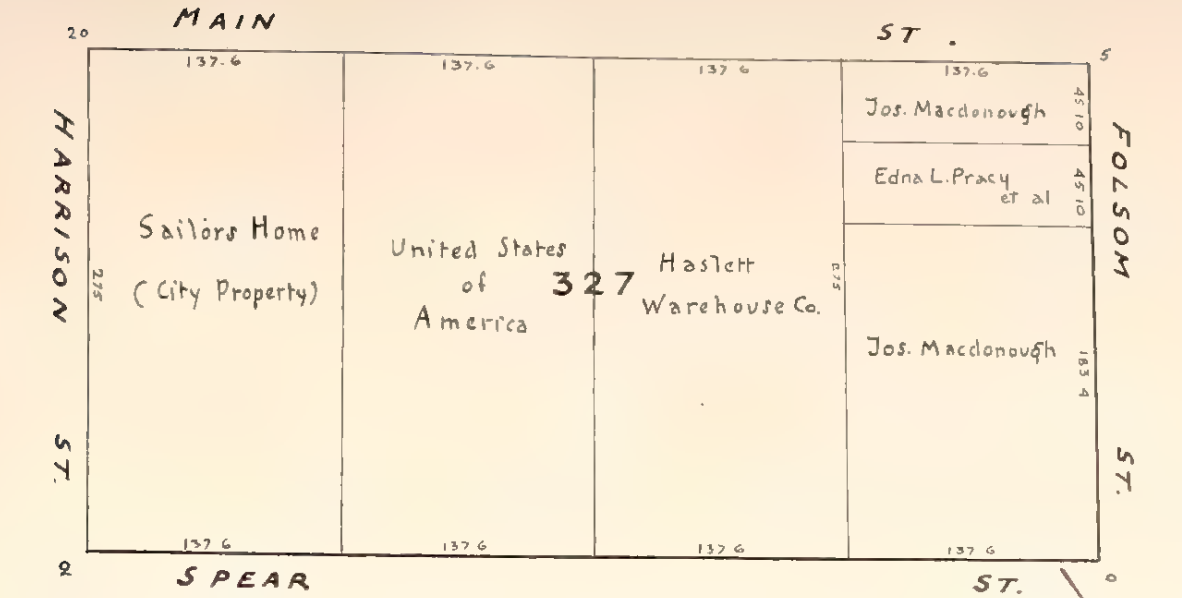 MAIN ST.
20
5
137.6
137.6
137 6
137.6
HARRISON ST.
FOLSOM ST.
Jos. Macdonough
45 10
Edna L. Pracy
et al
45 10
Sailors Home
(City Property)
275
United States
of
America
327
Haslett
Warehouse Co.
275
Jos. Macdonough
183 4
137 6
137 6
137 6
137 6
2
SPEAR ST.
0